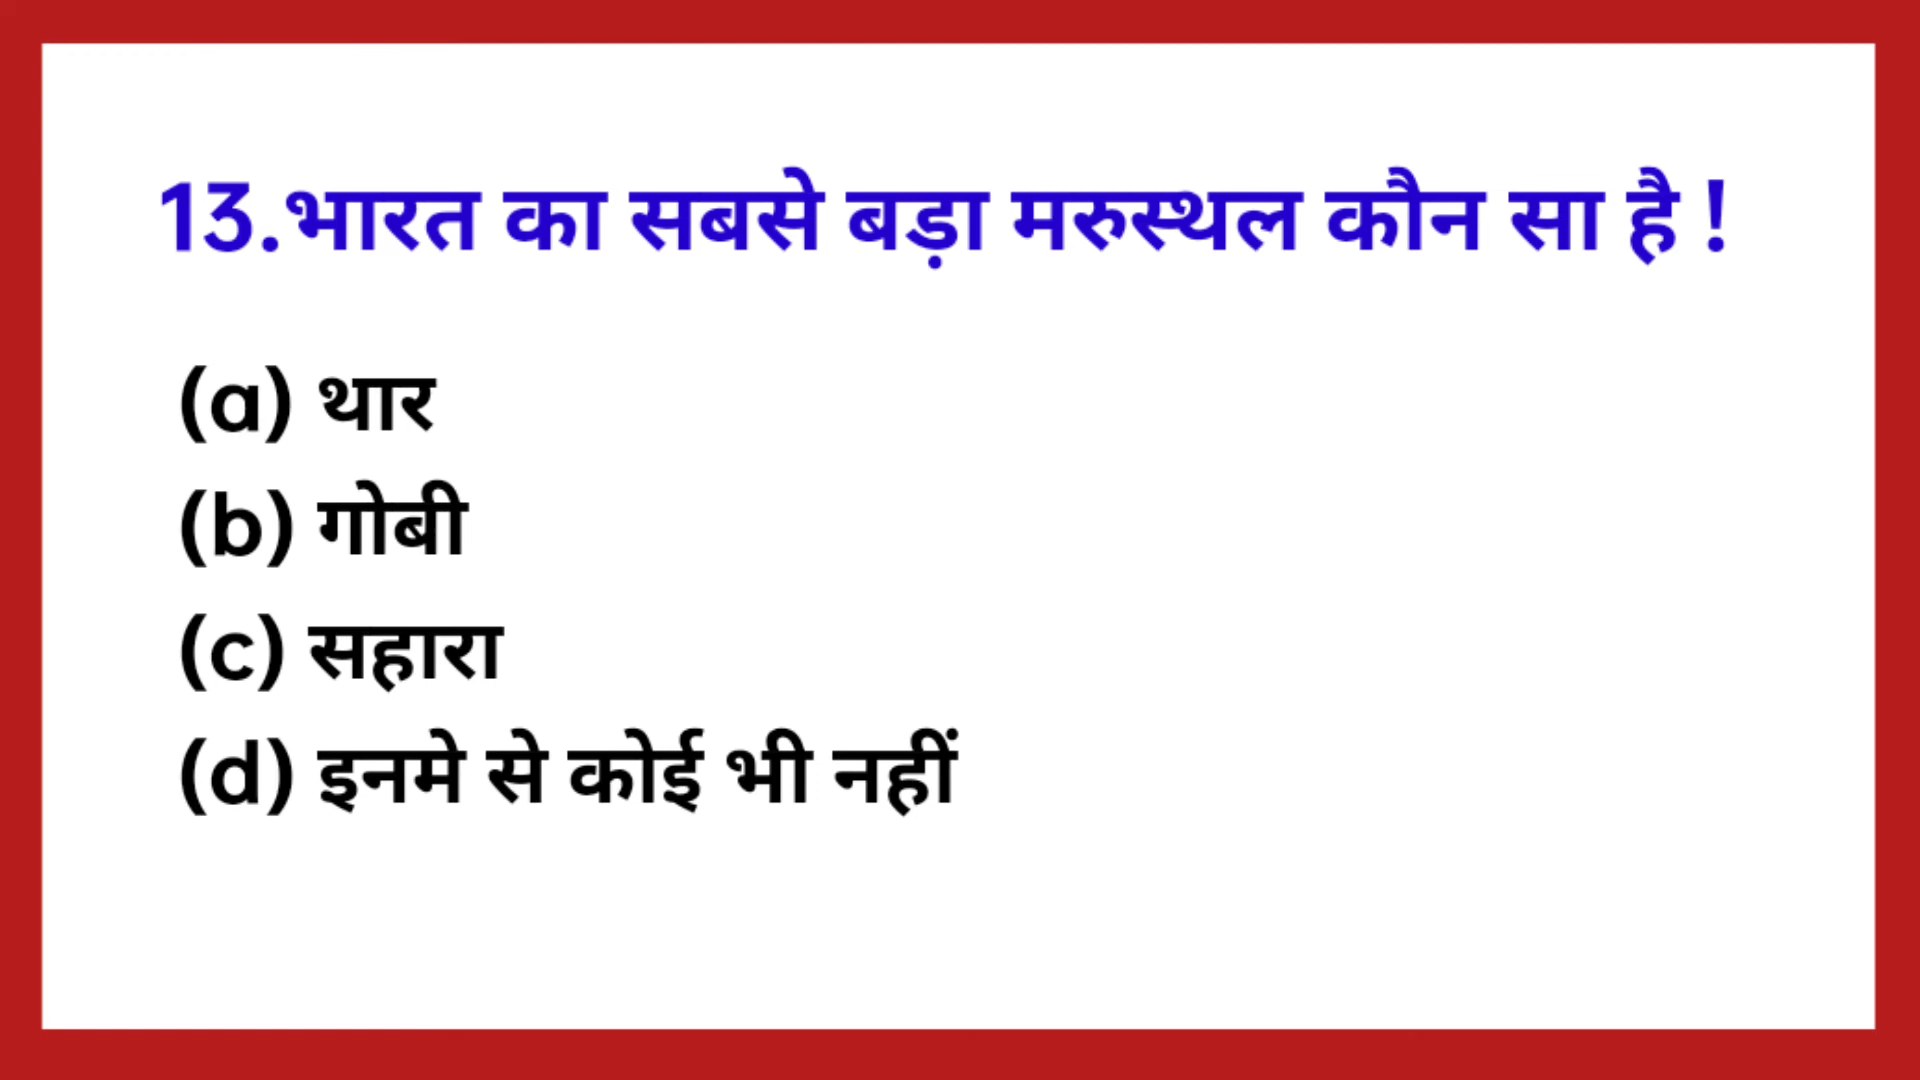 13.भारत का सबसे बड़ा मरुस्थल कौन सा है !
(a) थार
(b) गोबी
(c) सहारा
(d) इनमे से कोई भी नहीं